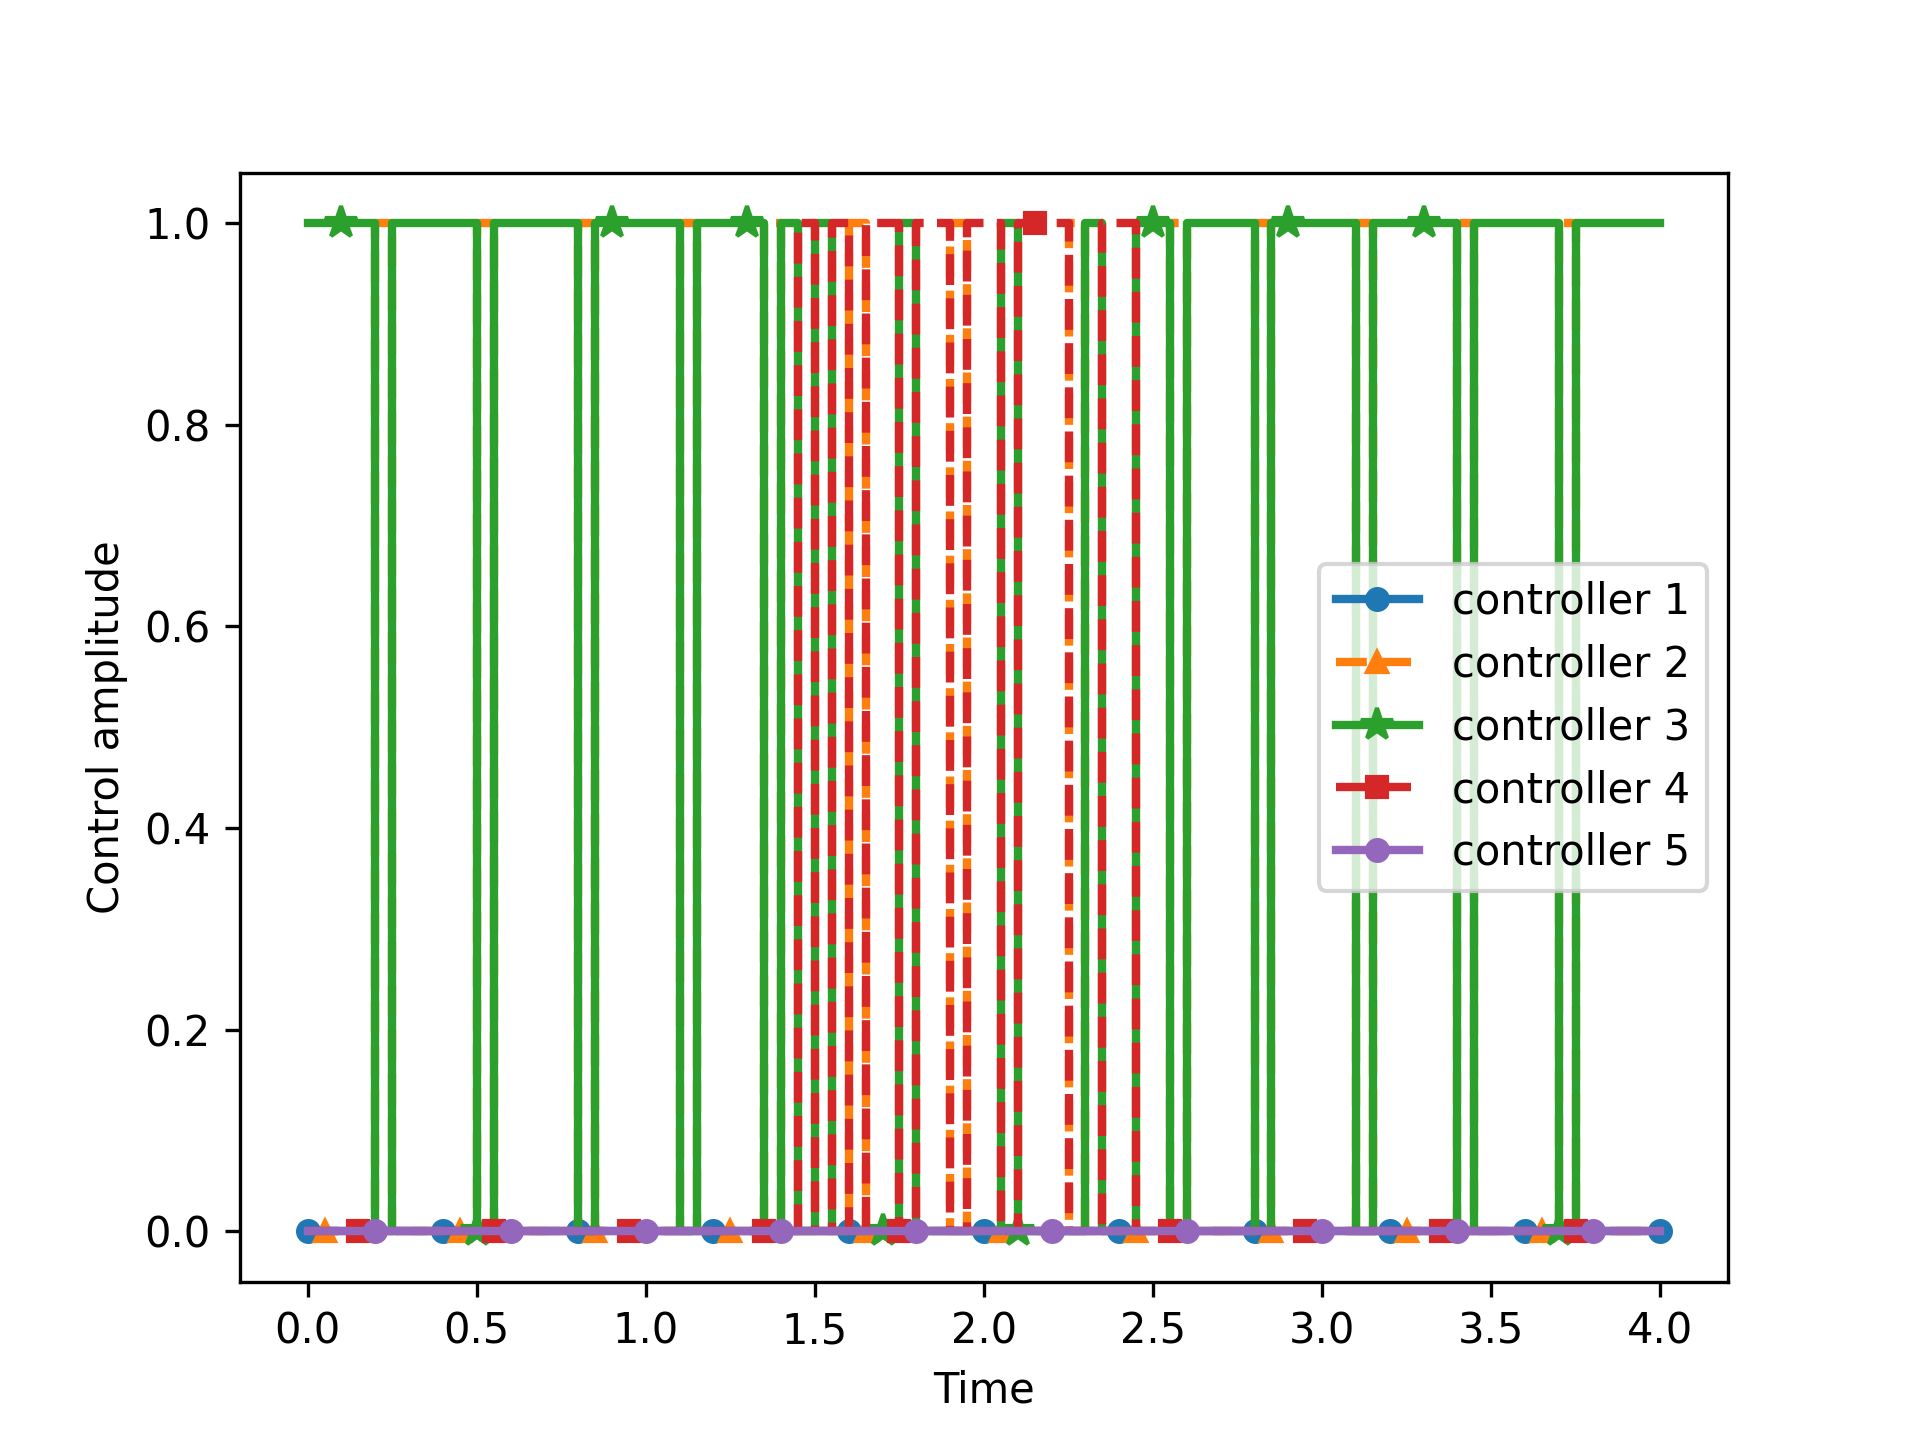 1.0
0.8
0.6
0.4
0.2
0.0
Control amplitude
controller 1
controller 2
controller 3
controller 4
controller 5
0.0 0.5 1.0 1.5 2.0 2.5 3.0 3.5 4.0
Time